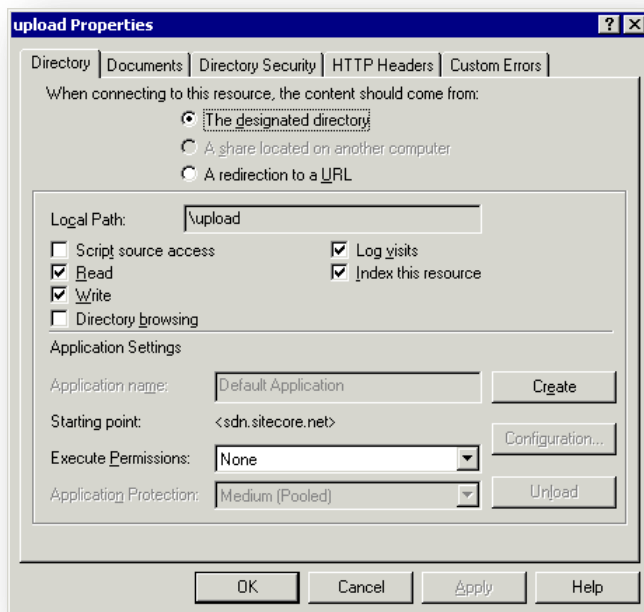 upload Properties
Directory Documents Directory Security HTTP Headers Custom Errors
When connecting to this resource, the content should come from:
The designated directory
A share located on another computer
A redirection to a URL
Local Path: \upload
Script source access Log visits
Read Index this resource
Write
Directory browsing
Application Settings
Application name: Default Application Create
Starting point: <sdn.sitecore.net>
Configuration...
Execute Permissions: None
Application Protection: Medium (Pooled) Unload
OK Cancel Apply Help